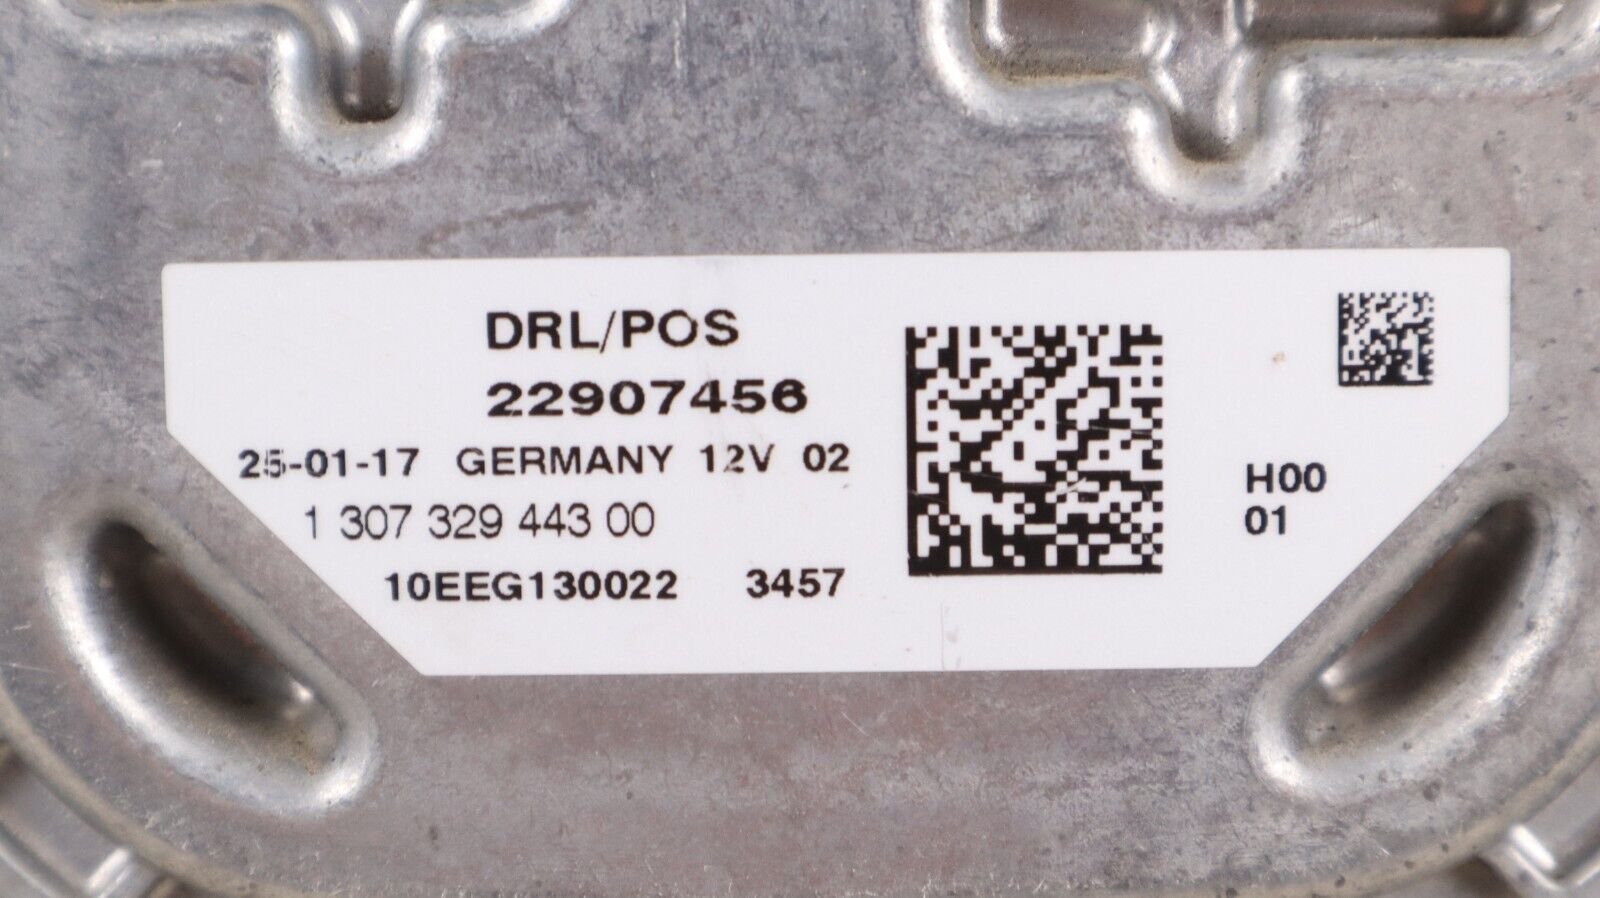 DRL/POS
22907456
25-01-17 GERMANY 12V 02
1 307 329 443 00
10EEG130022 3457
H00
01